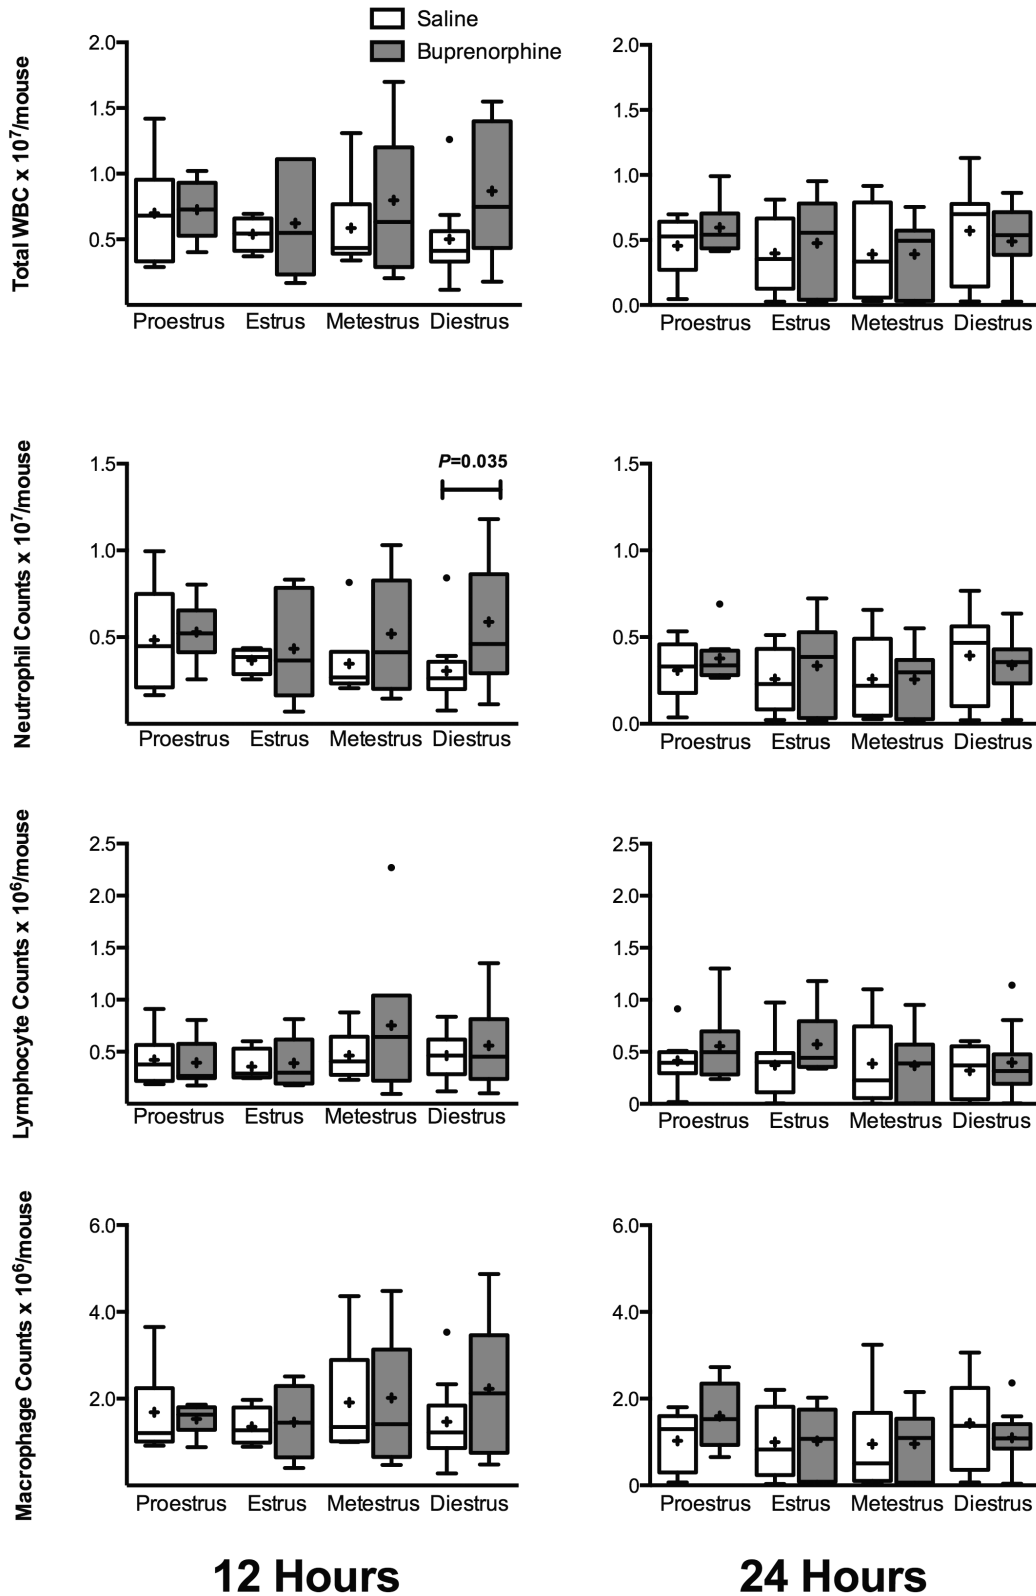 Saline
Buprenorphine
Total WBC x 10⁷/mouse
2.0
1.5
1.0
0.5
Proestrus Estrus Metestrus Diestrus
2.0
1.5
1.0
0.5
0.0
Proestrus Estrus Metestrus Diestrus
Neutrophil Counts x 10⁷/mouse
1.5
1.0
0.5
P=0.035
Proestrus Estrus Metestrus Diestrus
1.5
1.0
0.5
0.0
Proestrus Estrus Metestrus Diestrus
Lymphocyte Counts x 10⁶/mouse
2.5
2.0
1.5
1.0
0.5
Proestrus Estrus Metestrus Diestrus
2.5
2.0
1.5
1.0
0.5
0
Proestrus Estrus Metestrus Diestrus
Macrophage Counts x 10⁶/mouse
6.0
4.0
2.0
Proestrus Estrus Metestrus Diestrus
6.0
4.0
2.0
0
Proestrus Estrus Metestrus Diestrus
12 Hours
24 Hours